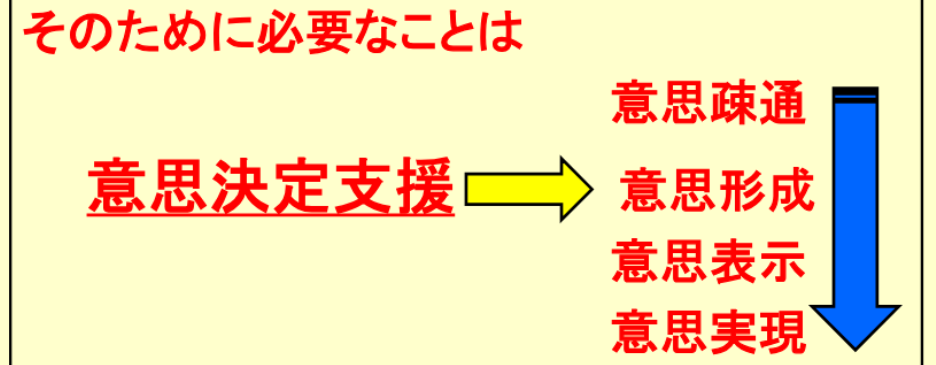 そのために必要なことは
意思疎通
意思決定支援
意思形成
意思表示
意思実現